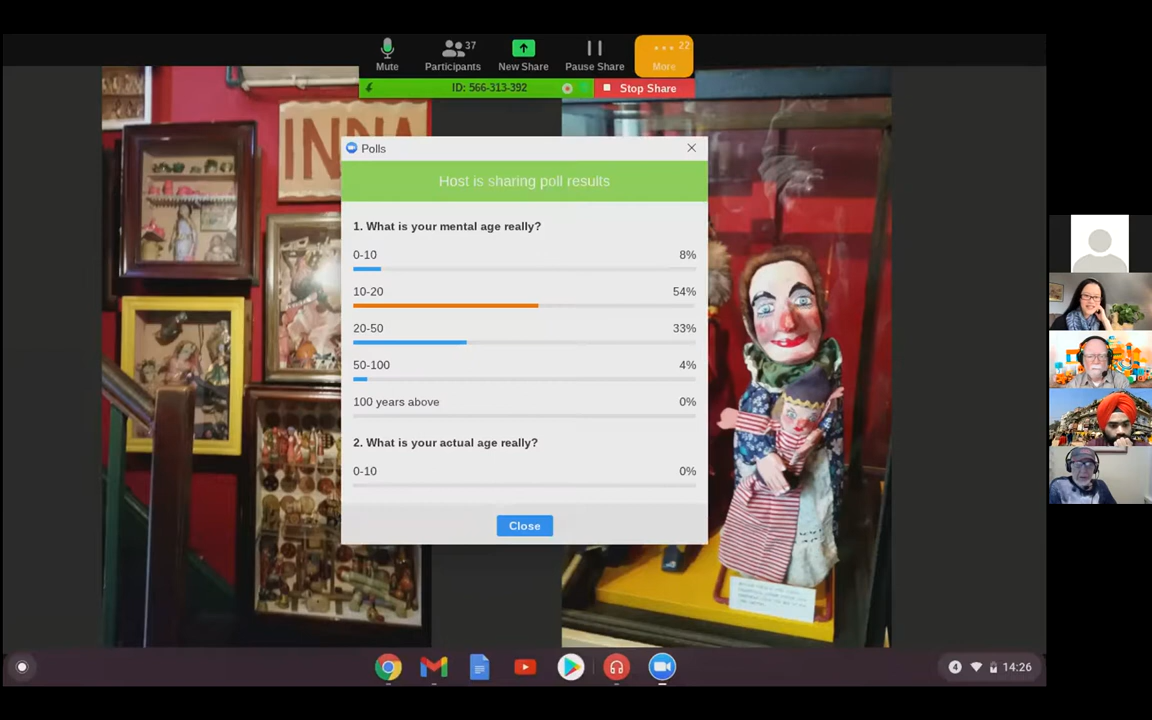 37
22
Mute
Participants
New Share
Pause Share
More
ID: 566-313-392
Stop Share
Polls
Host is sharing poll results
1. What is your mental age really?
0-10 8%
10-20 54%
20-50 33%
50-100 4%
100 years above 0%
2. What is your actual age really?
0-10 0%
Close
4
14:26